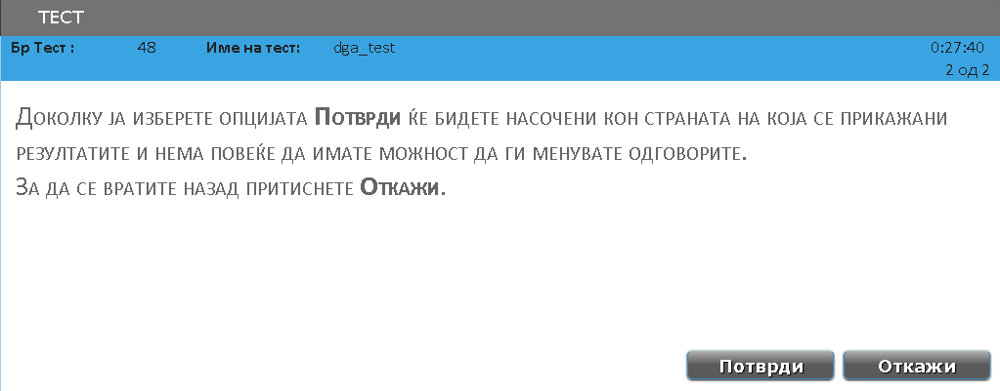 ТЕСТ
Бр Тест : 48 Име на тест: dga_test 0:27:40
2 од 2
Доколку ја изберете опцијата Потврди ќе бидете насочени кон страната на која се прикажани
резултатите и нема повеќе да имате можност да ги менувате одговорите.
За да се вратите назад притиснете Откажи.
Потврди Откажи